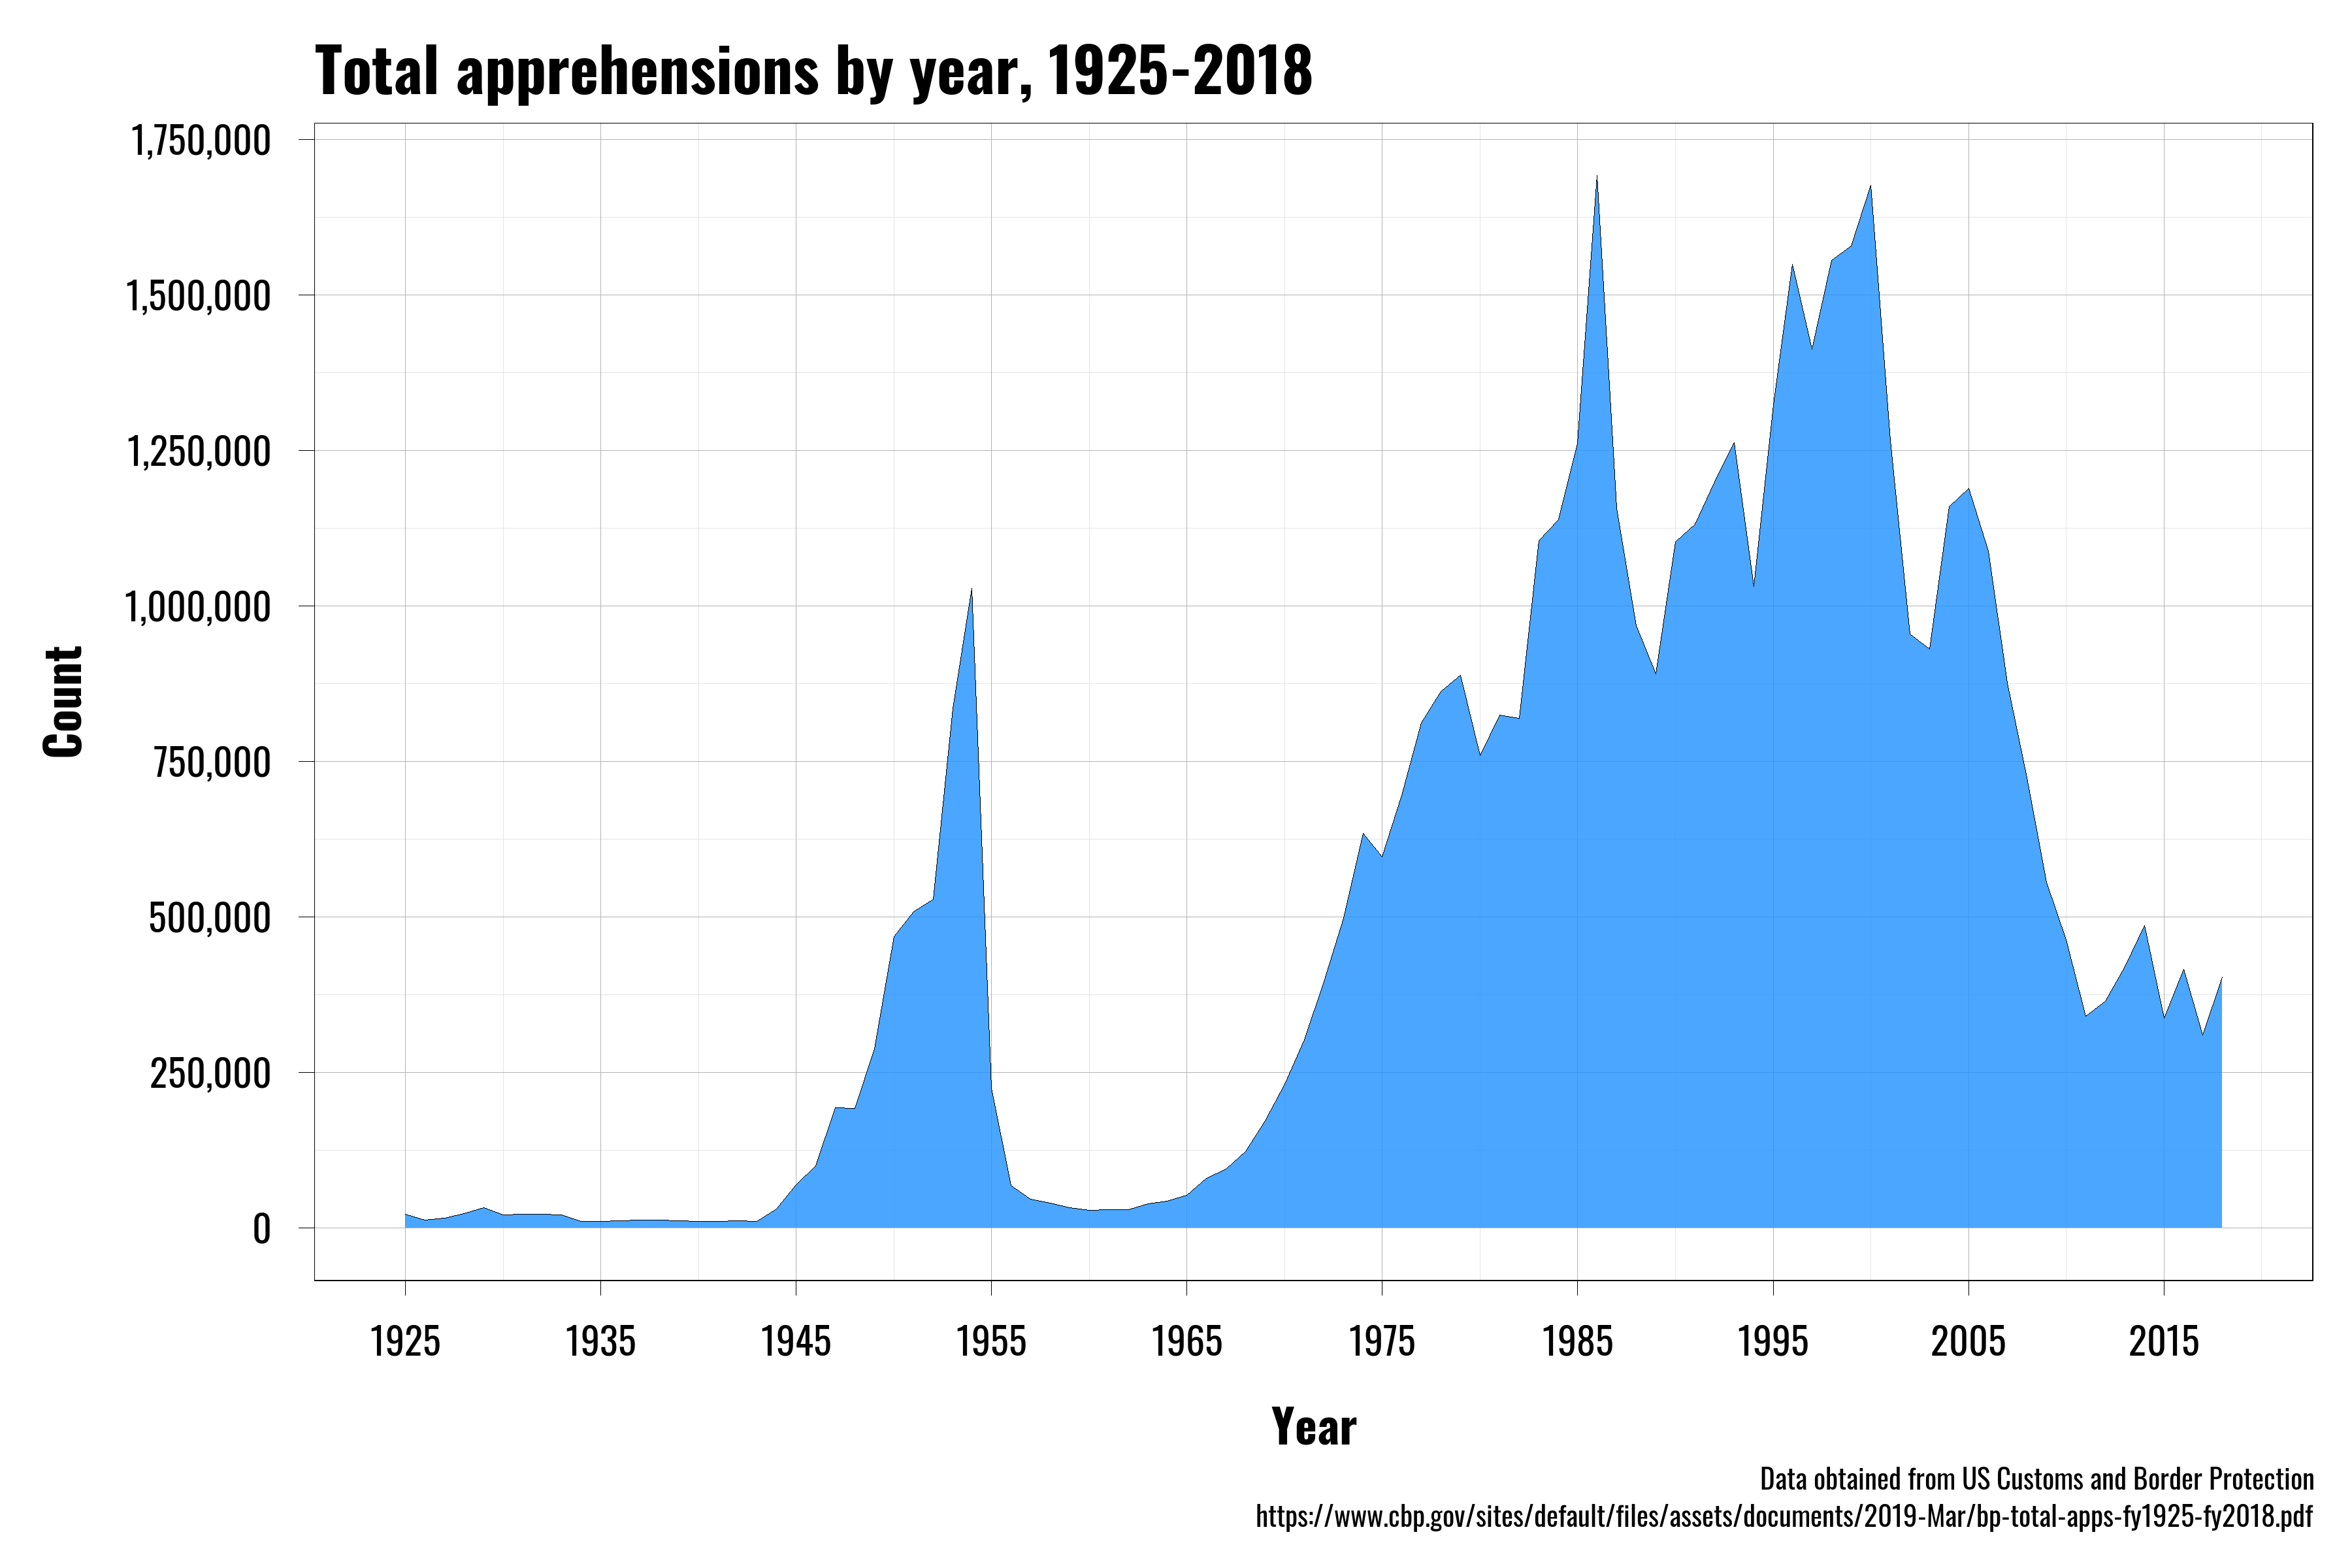 Total apprehensions by year, 1925-2018
1,750,000
1,500,000
1,250,000
1,000,000
750,000
500,000
250,000
0
Count
1925 1935 1945 1955 1965 1975 1985 1995 2005 2015
Year
Data obtained from US Customs and Border Protection
https://www.cbp.gov/sites/default/files/assets/documents/2019-Mar/bp-total-apps-fy1925-fy2018.pdf